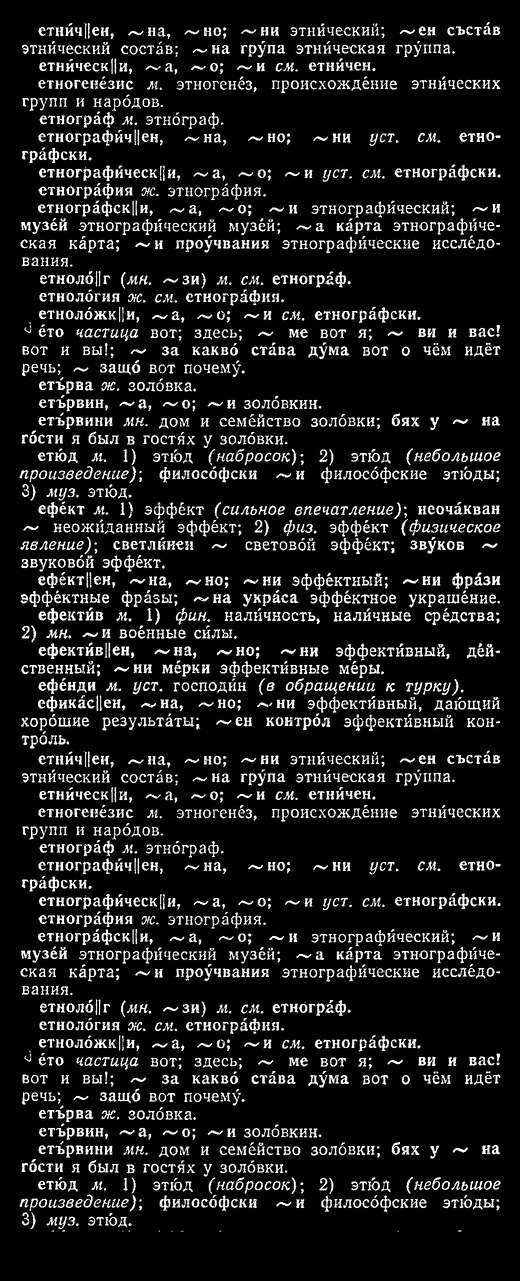 етни́ч||ен, ~на, ~но; ~ни этни́ческий; ~ен съста́в
этни́ческий соста́в; ~на гру́па этни́ческая гру́ппа.
етни́ческ||и, ~а, ~о; ~и см. етни́чен.
етногене́зис м. этногене́з, происхожде́ние этни́ческих
групп и наро́дов.
етногра́ф м. этно́граф.
етнографи́ч||ен, ~на, ~но; ~ни уст. см. етно-
гра́фски.
етнографи́ческ||и, ~а, ~о; ~и уст. см. етногра́фски.
етногра́фия ж. этногра́фия.
етногра́фск||и, ~а, ~о; ~и этнографи́ческий; ~и
музе́й этнографи́ческий музе́й; ~а ка́рта этнографи́че-
ская ка́рта; ~и проу́чвания этнографи́ческие иссле́до-
вания.
етноло́||г (мн. ~зи) м. см. етногра́ф.
етноло́гия ж. см. етногра́фия.
етноло́жк||и, ~а, ~о; ~и см. етногра́фски.
е́то частица вот; здесь; ~ ме вот я; ~ ви и вас!
вот и вы!; ~ за какво́ ста́ва ду́ма вот о чём идёт
речь; ~ защо́ вот почему́.
етъ́рва ж. золо́вка.
етъ́рвин, ~а, ~о; ~и золо́вкин.
етъ́рвини мн. дом и семе́йство золо́вки; бях у ~ на
го́сти я был в гостя́х у золо́вки.
етю́д м. 1) этю́д (набросок); 2) этю́д (небольшое
произведение); филосо́фски ~и филосо́фские этю́ды;
3) муз. этю́д.
ефе́кт м. 1) эффе́кт (сильное впечатление); неоча́кван
~ неожи́данный эффе́кт; 2) физ. эффе́кт (физическое
явление); светли́нен ~ светово́й эффе́кт; зву́ков ~
звуково́й эффе́кт.
ефе́кт||ен, ~на, ~но; ~ни эффе́ктный; ~ни фра́зи
эффе́ктные фра́зы; ~на укра́са эффе́ктное украше́ние.
ефекти́в м. 1) фин. нали́чность, нали́чные сре́дства;
2) мн. ~и вое́нные си́лы.
ефекти́в||ен, ~на, ~но; ~ни эффекти́вный, де́й-
ственный; ~ни ме́рки эффекти́вные ме́ры.
ефе́нди м. уст. господи́н (в обращении к турку).
ефика́с||ен, ~на, ~но; ~ни эффекти́вный, даю́щий
хоро́шие результа́ты; ~ен контро́л эффекти́вный кон-
тро́ль.
етни́ч||ен, ~на, ~но; ~ни этни́ческий; ~ен съста́в
этни́ческий соста́в; ~на гру́па этни́ческая гру́ппа.
етни́ческ||и, ~а, ~о; ~и см. етни́чен.
етногене́зис м. этногене́з, происхожде́ние этни́ческих
групп и наро́дов.
етногра́ф м. этно́граф.
етнографи́ч||ен, ~на, ~но; ~ни уст. см. етно-
гра́фски.
етнографи́ческ||и, ~а, ~о; ~и уст. см. етногра́фски.
етногра́фия ж. этногра́фия.
етногра́фск||и, ~а, ~о; ~и этнографи́ческий; ~и
музе́й этнографи́ческий музе́й; ~а ка́рта этнографи́че-
ская ка́рта; ~и проу́чвания этнографи́ческие иссле́до-
вания.
етноло́||г (мн. ~зи) м. см. етногра́ф.
етноло́гия ж. см. етногра́фия.
етноло́жк||и, ~а, ~о; ~и см. етногра́фски.
е́то частица вот; здесь; ~ ме вот я; ~ ви и вас!
вот и вы!; ~ за какво́ ста́ва ду́ма вот о чём идёт
речь; ~ защо́ вот почему́.
етъ́рва ж. золо́вка.
етъ́рвин, ~а, ~о; ~и золо́вкин.
етъ́рвини мн. дом и семе́йство золо́вки; бях у ~ на
го́сти я был в гостя́х у золо́вки.
етю́д м. 1) этю́д (набросок); 2) этю́д (небольшое
произведение); филосо́фски ~и филосо́фские этю́ды;
3) муз. этю́д.